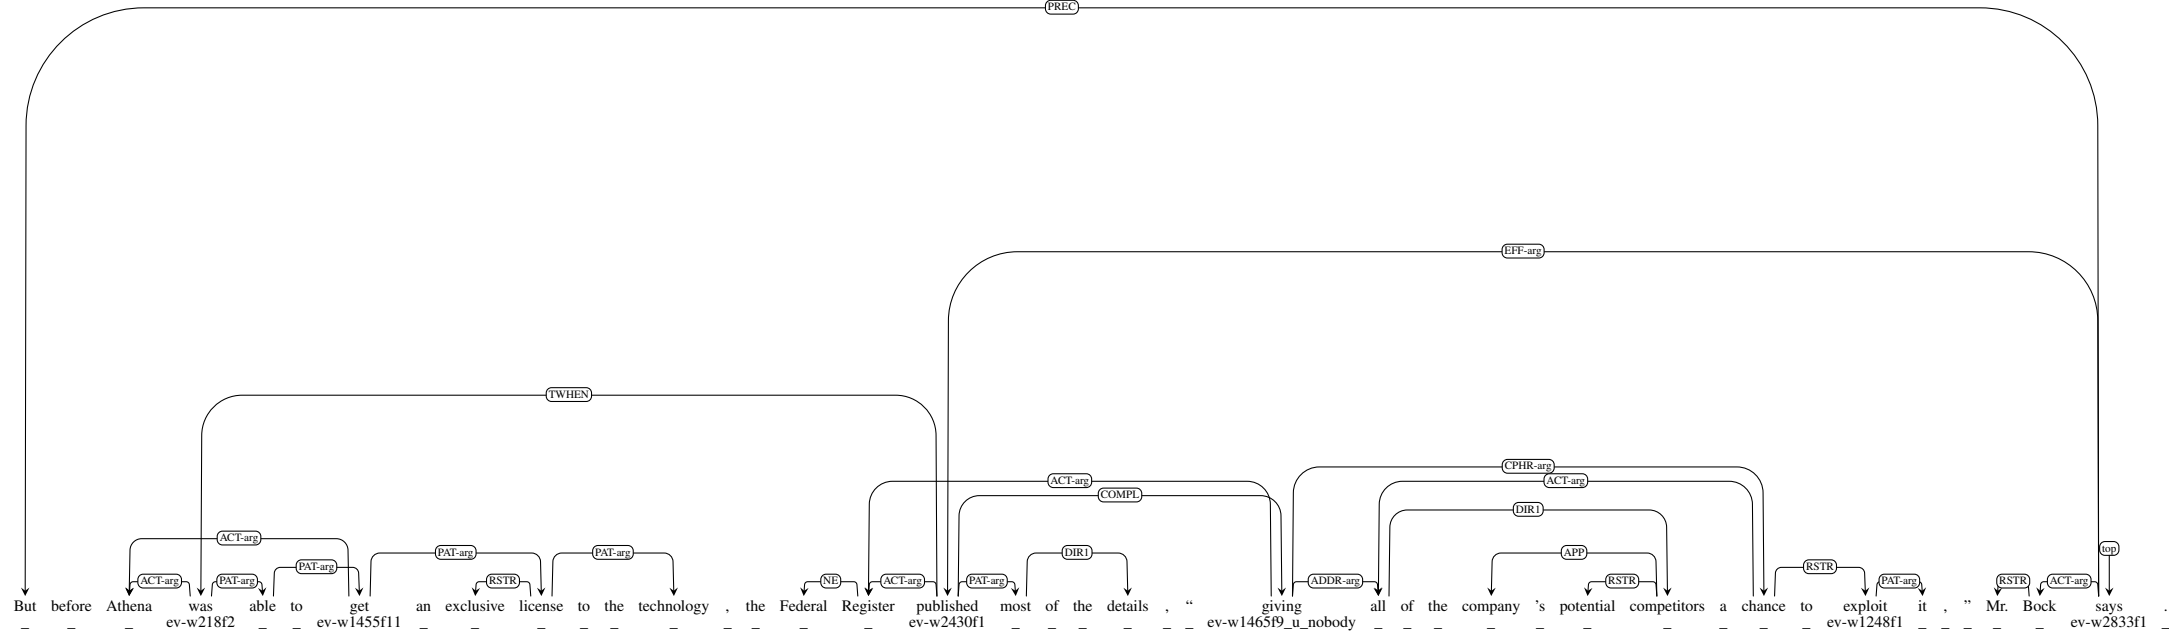 PREC
EFF-arg
TWHEN
CPHR-arg
ACT-arg ACT-arg
COMPL
DIR1
ACT-arg
PAT-arg PAT-arg DIR1 APP
PAT-arg RSTR
ACT-arg PAT-arg RSTR NE ACT-arg PAT-arg ADDR-arg RSTR PAT-arg RSTR ACT-arg
top
But before Athena was able to get an exclusive license to the technology , the Federal Register published most of the details , “ giving all of the company ’s potential competitors a chance to exploit it , ” Mr. Bock says .
_ _ _ ev-w218f2 _ _ ev-w1455f11 _ _ _ _ _ _ _ _ _ _ ev-w2430f1 _ _ _ _ _ _ ev-w1465f9_u_nobody _ _ _ _ _ _ _ _ _ _ ev-w1248f1 _ _ _ _ _ ev-w2833f1 _